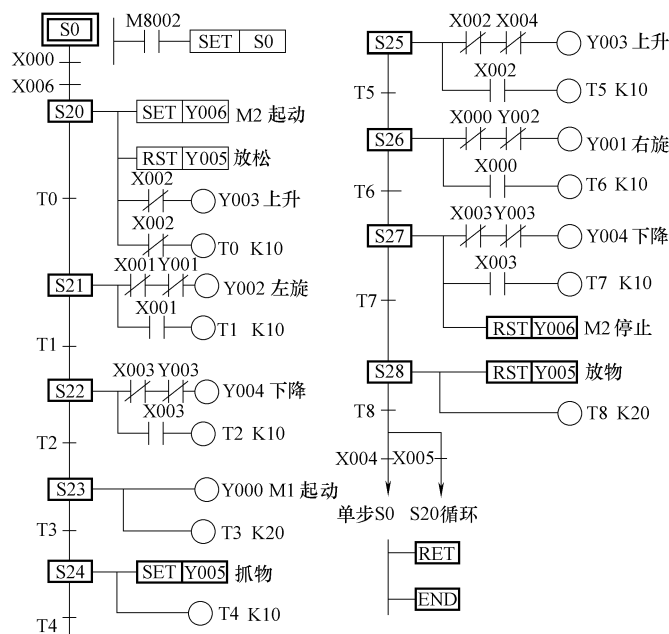 S0
M8002
SET S0
X000
X006
S20
SET Y006 M2 起动
RST Y005 放松
X002
Y003 上升
T0
X002
T0 K10
S21
X001 Y001
Y002 左旋
X001
T1 K10
T1
S22
X003 Y003
Y004 下降
X003
T2 K10
T2
S23
Y000 M1 起动
T3
T3 K20
S24
SET Y005 抓物
T4
T4 K10
S25
X002 X004
Y003 上升
X002
T5 K10
T5
S26
X000 Y002
Y001 右旋
X000
T6 K10
T6
S27
X003 Y003
Y004 下降
X003
T7 K10
T7
RST Y006 M2 停止
S28
RST Y005 放物
T8
T8 K20
X004 X005
单步S0 S20循环
RET
END